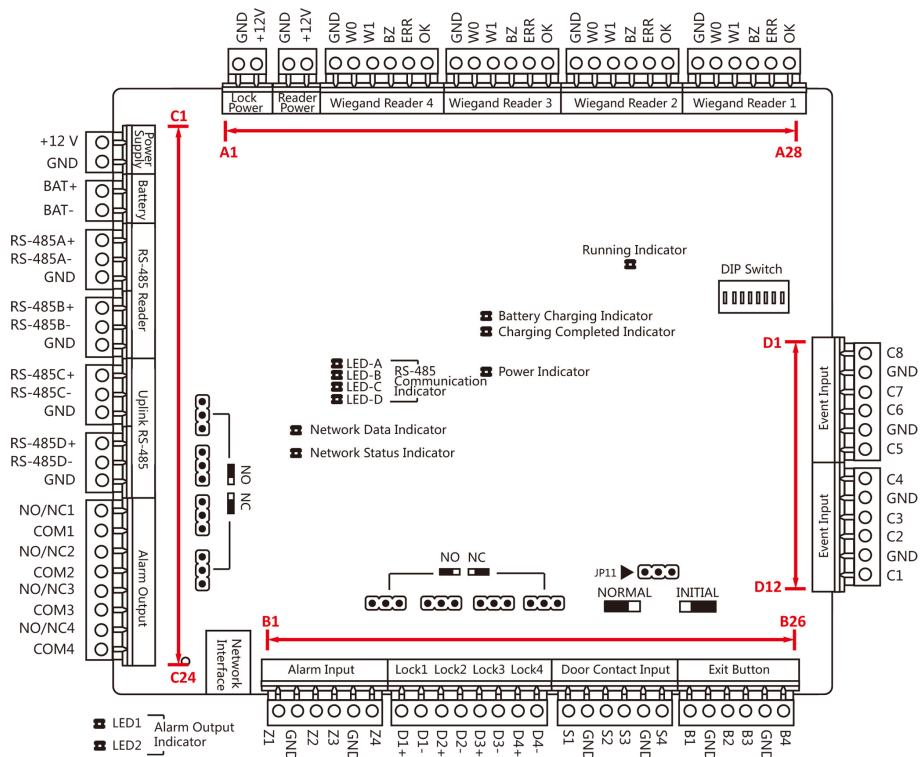 GND +12V GND +12V GND W0 W1 BZ ERR OK GND W0 W1 BZ ERR OK GND W0 W1 BZ ERR OK GND W0 W1 BZ ERR OK
Lock Power
Reader Power
Wiegand Reader 4
Wiegand Reader 3
Wiegand Reader 2
Wiegand Reader 1
C1
A1
A28
+12 V
GND
Power Supply
BAT+
BAT-
Battery
RS-485A+
RS-485A-
GND
RS-485B+
RS-485B-
GND
RS-485 Reader
RS-485C+
RS-485C-
GND
RS-485D+
RS-485D-
GND
Uplink RS-485
NO/NC1
COM1
NO/NC2
COM2
NO/NC3
COM3
NO/NC4
COM4
Alarm Output
C24
Running Indicator
DIP Switch
Battery Charging Indicator
Charging Completed Indicator
Power Indicator
LED-A
LED-B
LED-C
LED-D
RS-485
Communication
Indicator
Network Data Indicator
Network Status Indicator
NO
NC
D1
C8
GND
C7
C6
GND
C5
Event Input
C4
GND
C3
C2
GND
C1
Event Input
D12
NO NC
JP11
NORMAL INITIAL
B1
B26
Network Interface
Alarm Input
Lock1 Lock2 Lock3 Lock4
Door Contact Input
Exit Button
Z1 GND Z2 Z3 GND Z4 D1+ D1- D2+ D2- D3+ D3- D4+ D4- S1 GND S2 S3 GND S4 B1 GND B2 B3 GND B4
LED1
LED2
Alarm Output
Indicator